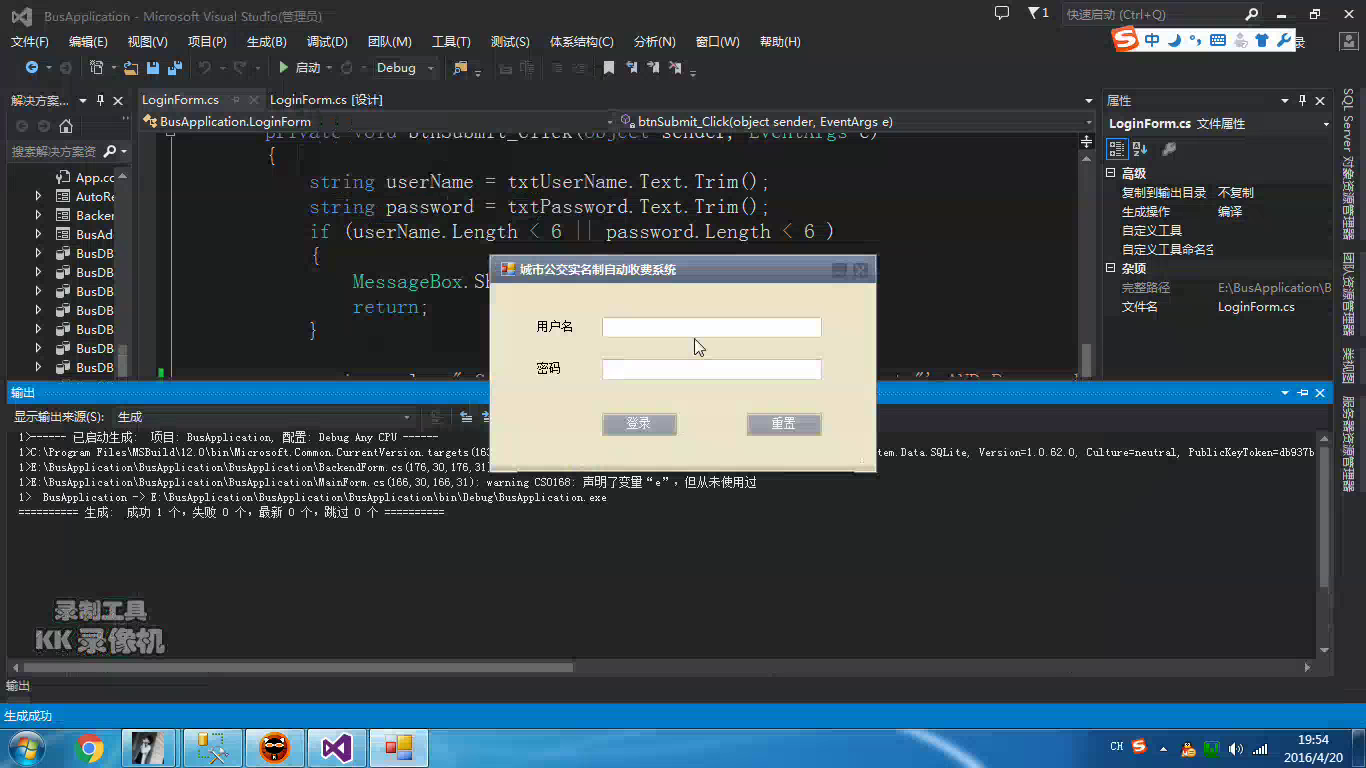 BusApplication - Microsoft Visual Studio(管理员)
1
快速启动 (Ctrl+Q)
文件(F) 编辑(E) 视图(V) 项目(P) 生成(B) 调试(D) 团队(M) 工具(T) 测试(S) 体系结构(C) 分析(N) 窗口(W) 帮助(H)
中
录
启动
Debug
解决方案...
LoginForm.cs
LoginForm.cs [设计]
属性
BusApplication.LoginForm
btnSubmit_Click(object sender, EventArgs e)
LoginForm.cs 文件属性
搜索解决方案资
App.co
AutoRe
Backer
BusAd
BusDB
BusDB
BusDB
BusDB
BusDB
BusDB
BusDB
private void btnSubmit_Click(object sender, EventArgs e)
{
string userName = txtUserName.Text.Trim();
string password = txtPassword.Text.Trim();
if (userName.Length < 6 || password.Length < 6 )
{
MessageBox.Sh
return;
}
高级
复制到输出目录 不复制
生成操作 编译
自定义工具
自定义工具命名空
杂项
完整路径 E:\BusApplication\B
文件名 LoginForm.cs
SQL Server 对象资源管理器
团队资源管理器
类视图
服务器资源管理器
城市公交实名制自动收费系统
用户名
密码
登录
重置
输出
显示输出来源(S): 生成
1>------ 已启动生成: 项目: BusApplication, 配置: Debug Any CPU ------
1>C:\Program Files\MSBuild\12.0\bin\Microsoft.Common.CurrentVersion.targets(163 tem.Data.SQLite, Version=1.0.62.0, Culture=neutral, PublicKeyToken=db937b
1>E:\BusApplication\BusApplication\BusApplication\BackendForm.cs(176,30,176,31)
1>E:\BusApplication\BusApplication\BusApplication\MainForm.cs(166,30,166,31): warning CS0168: 声明了变量“e”，但从未使用过
1> BusApplication -> E:\BusApplication\BusApplication\BusApplication\bin\Debug\BusApplication.exe
========== 生成: 成功 1 个，失败 0 个，最新 0 个，跳过 0 个 ==========
录制工具
KK 录像机
输出
生成成功
CH
19:54
2016/4/20